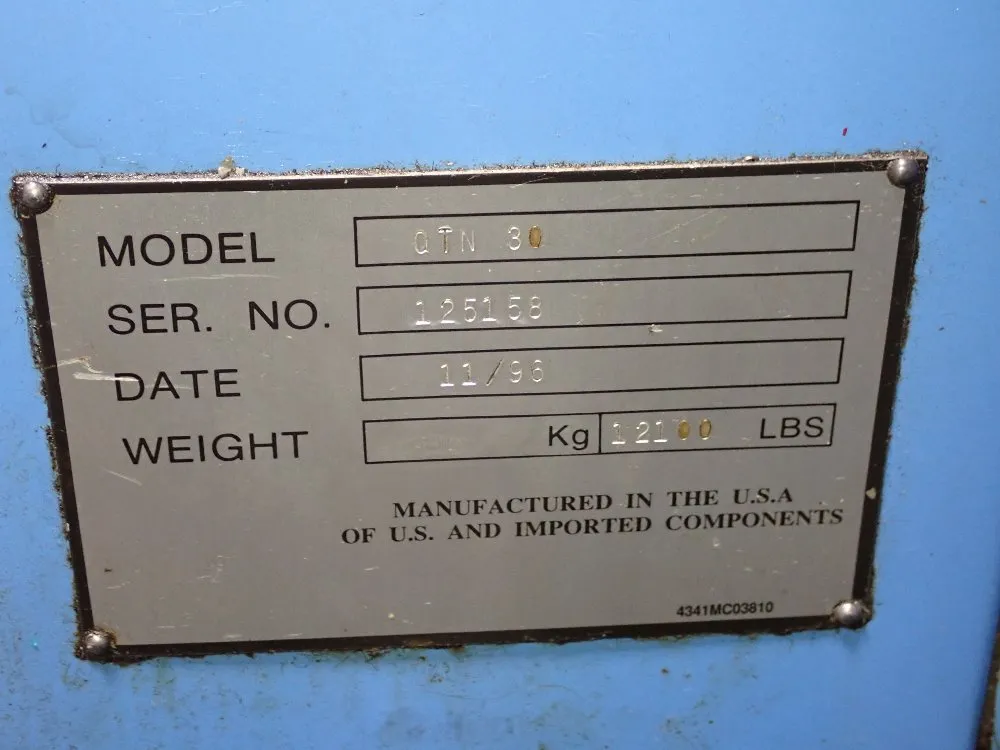 MODEL QTN 30
SER. NO. 125158
DATE 11/96
WEIGHT Kg 12100 LBS
MANUFACTURED IN THE U.S.A
OF U.S. AND IMPORTED COMPONENTS
4341MC03810